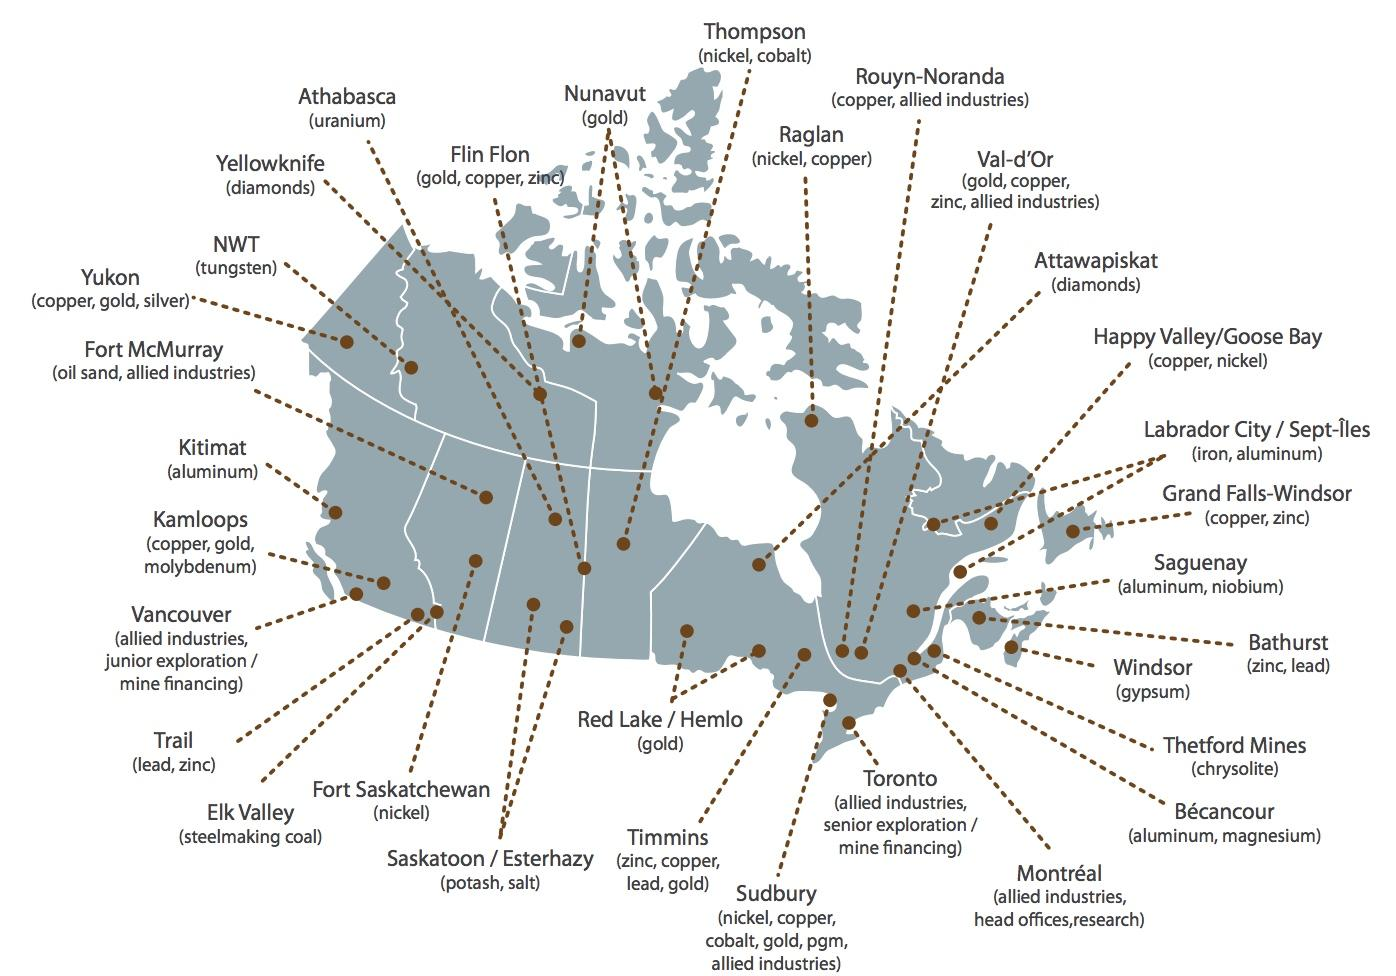 Thompson
(nickel, cobalt)
Rouyn-Noranda
(copper, allied industries)
Athabasca
(uranium)
Nunavut
(gold)
Raglan
(nickel, copper)
Flin Flon
(gold, copper, zinc)
Val-d’Or
(gold, copper,
zinc, allied industries)
Yellowknife
(diamonds)
NWT
(tungsten)
Attawapiskat
(diamonds)
Yukon
(copper, gold, silver)
Happy Valley/Goose Bay
(copper, nickel)
Fort McMurray
(oil sand, allied industries)
Labrador City / Sept-Îles
(iron, aluminum)
Kitimat
(aluminum)
Grand Falls-Windsor
(copper, zinc)
Kamloops
(copper, gold,
molybdenum)
Saguenay
(aluminum, niobium)
Vancouver
(allied industries,
junior exploration /
mine financing)
Bathurst
(zinc, lead)
Windsor
(gypsum)
Trail
(lead, zinc)
Red Lake / Hemlo
(gold)
Thetford Mines
(chrysolite)
Elk Valley
(steelmaking coal)
Fort Saskatchewan
(nickel)
Toronto
(allied industries,
senior exploration /
mine financing)
Bécancour
(aluminum, magnesium)
Saskatoon / Esterhazy
(potash, salt)
Timmins
(zinc, copper,
lead, gold)
Montréal
(allied industries,
head offices,research)
Sudbury
(nickel, copper,
cobalt, gold, pgm,
allied industries)